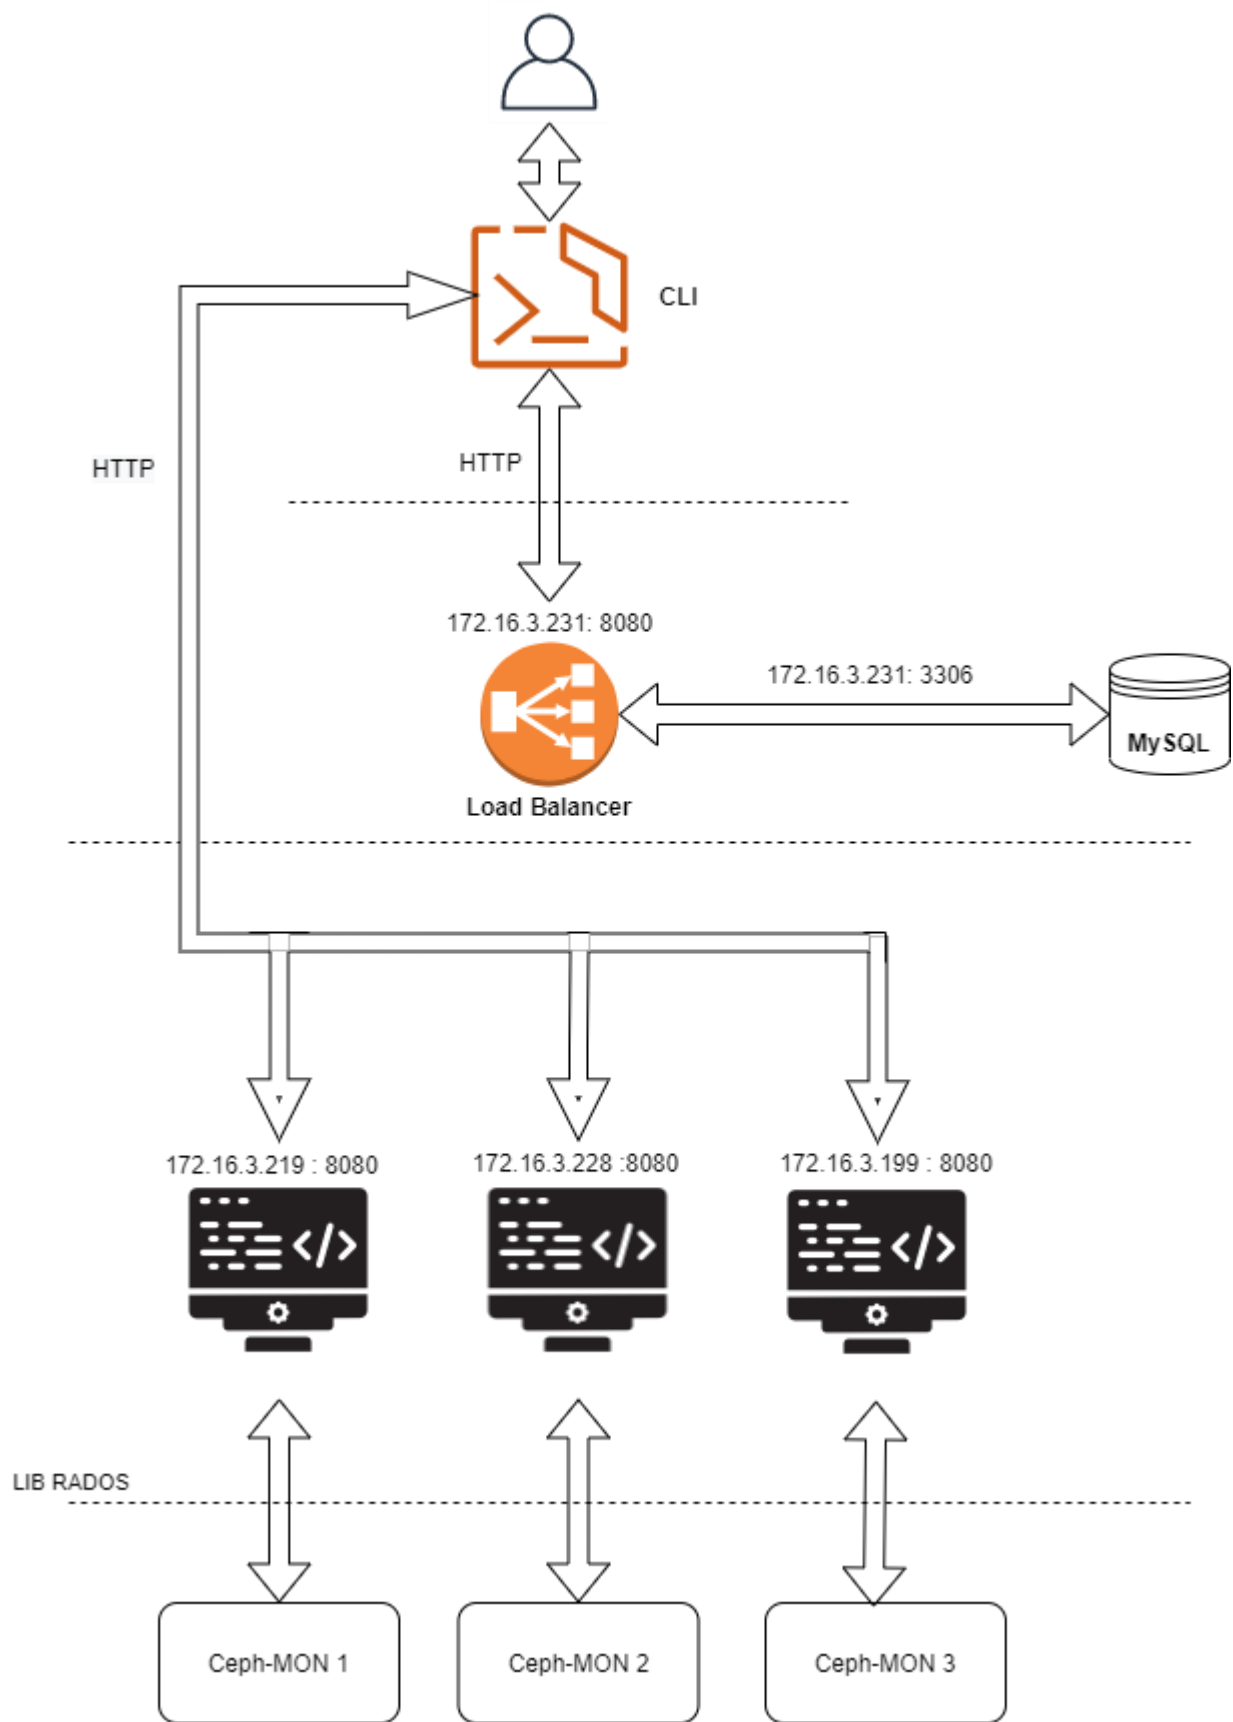 CLI
HTTP
HTTP
172.16.3.231: 8080
172.16.3.231: 3306
MySQL
Load Balancer
172.16.3.219 : 8080
172.16.3.228 :8080
172.16.3.199 : 8080
LIB RADOS
Ceph-MON 1
Ceph-MON 2
Ceph-MON 3